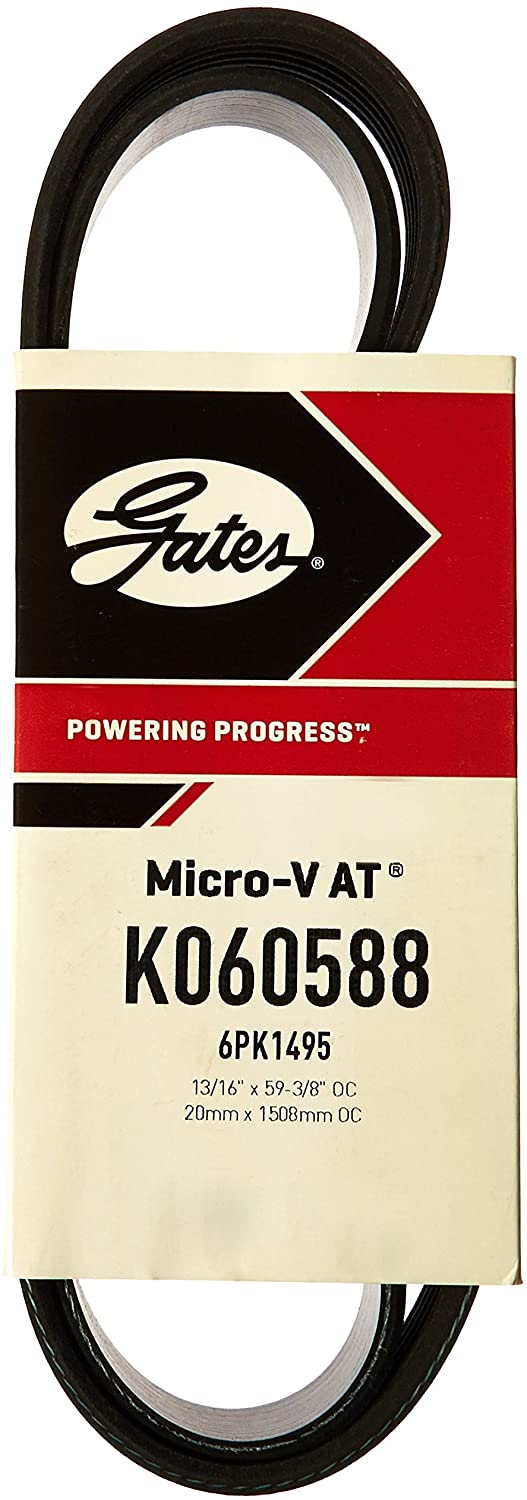 Gates®
POWERING PROGRESS™
Micro-V AT®
K060588
6PK1495
13/16" x 59-3/8" OC
20mm x 1508mm OC